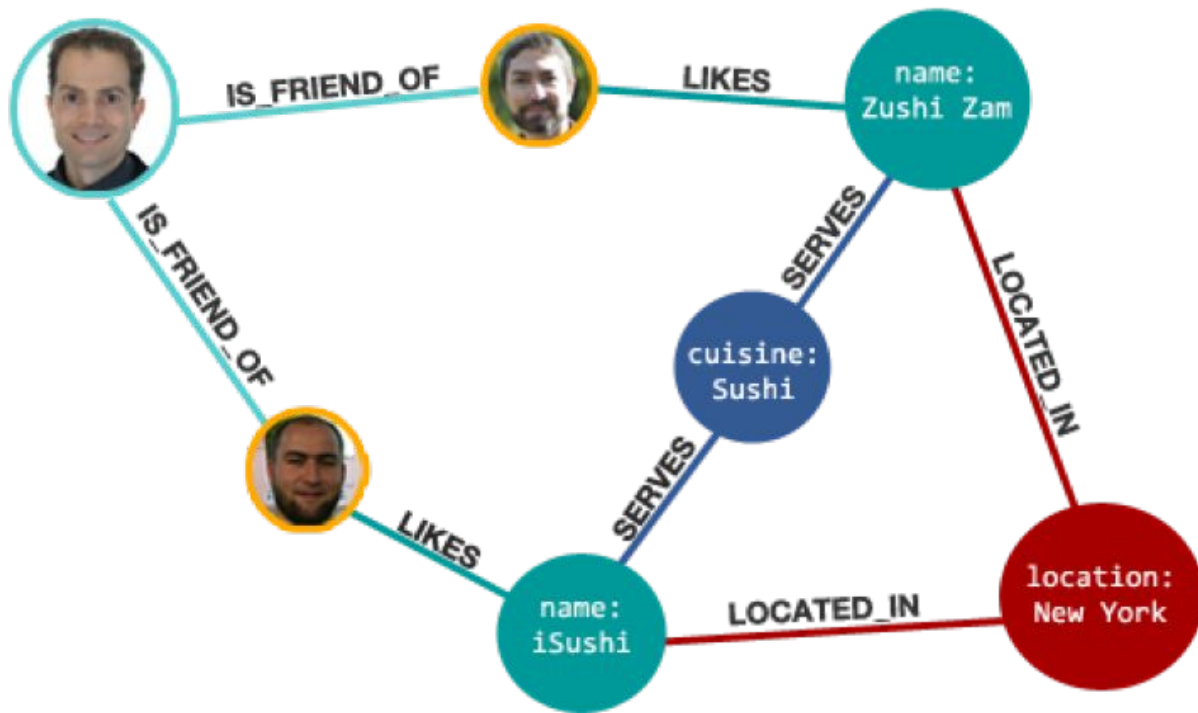 IS_FRIEND_OF
LIKES
name:
Zushi Zam
IS_FRIEND_OF
SERVES
LOCATED_IN
cuisine:
Sushi
SERVES
LIKES
name:
iSushi
LOCATED_IN
location:
New York